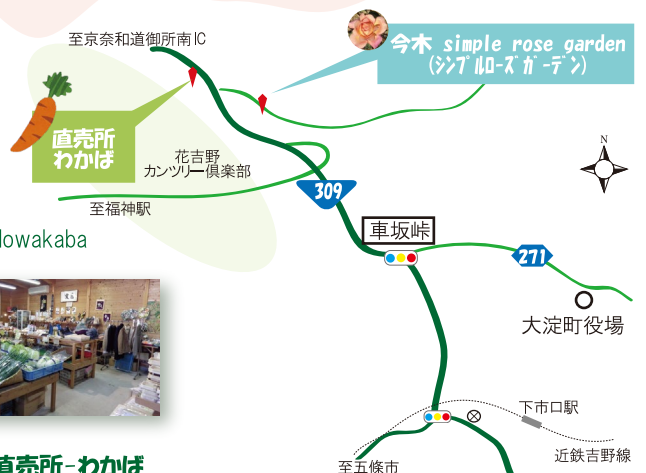 至京奈和道御所南IC
今木 simple rose garden
(ｼﾝﾌﾟﾙﾛｰｽﾞｶﾞｰﾃﾞﾝ)
直売所
わかば
花吉野
カンツリー倶楽部
N
309
至福神駅
車坂峠
lowakaba
271
大淀町役場
下市口駅
近鉄吉野線
至五條市
直売所-わかば